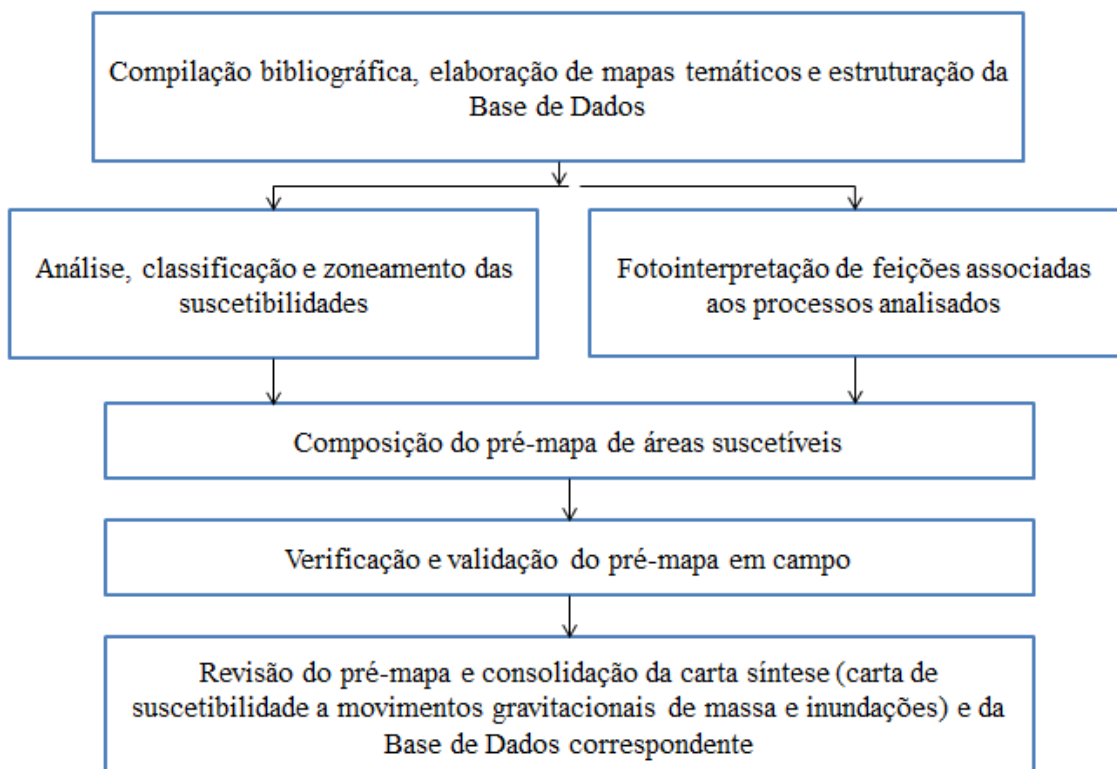 Compilação bibliográfica, elaboração de mapas temáticos e estruturação da
Base de Dados
Análise, classificação e zoneamento das
suscetibilidades
Fotointerpretação de feições associadas
aos processos analisados
Composição do pré-mapa de áreas suscetíveis
Verificação e validação do pré-mapa em campo
Revisão do pré-mapa e consolidação da carta síntese (carta de
suscetibilidade a movimentos gravitacionais de massa e inundações) e da
Base de Dados correspondente